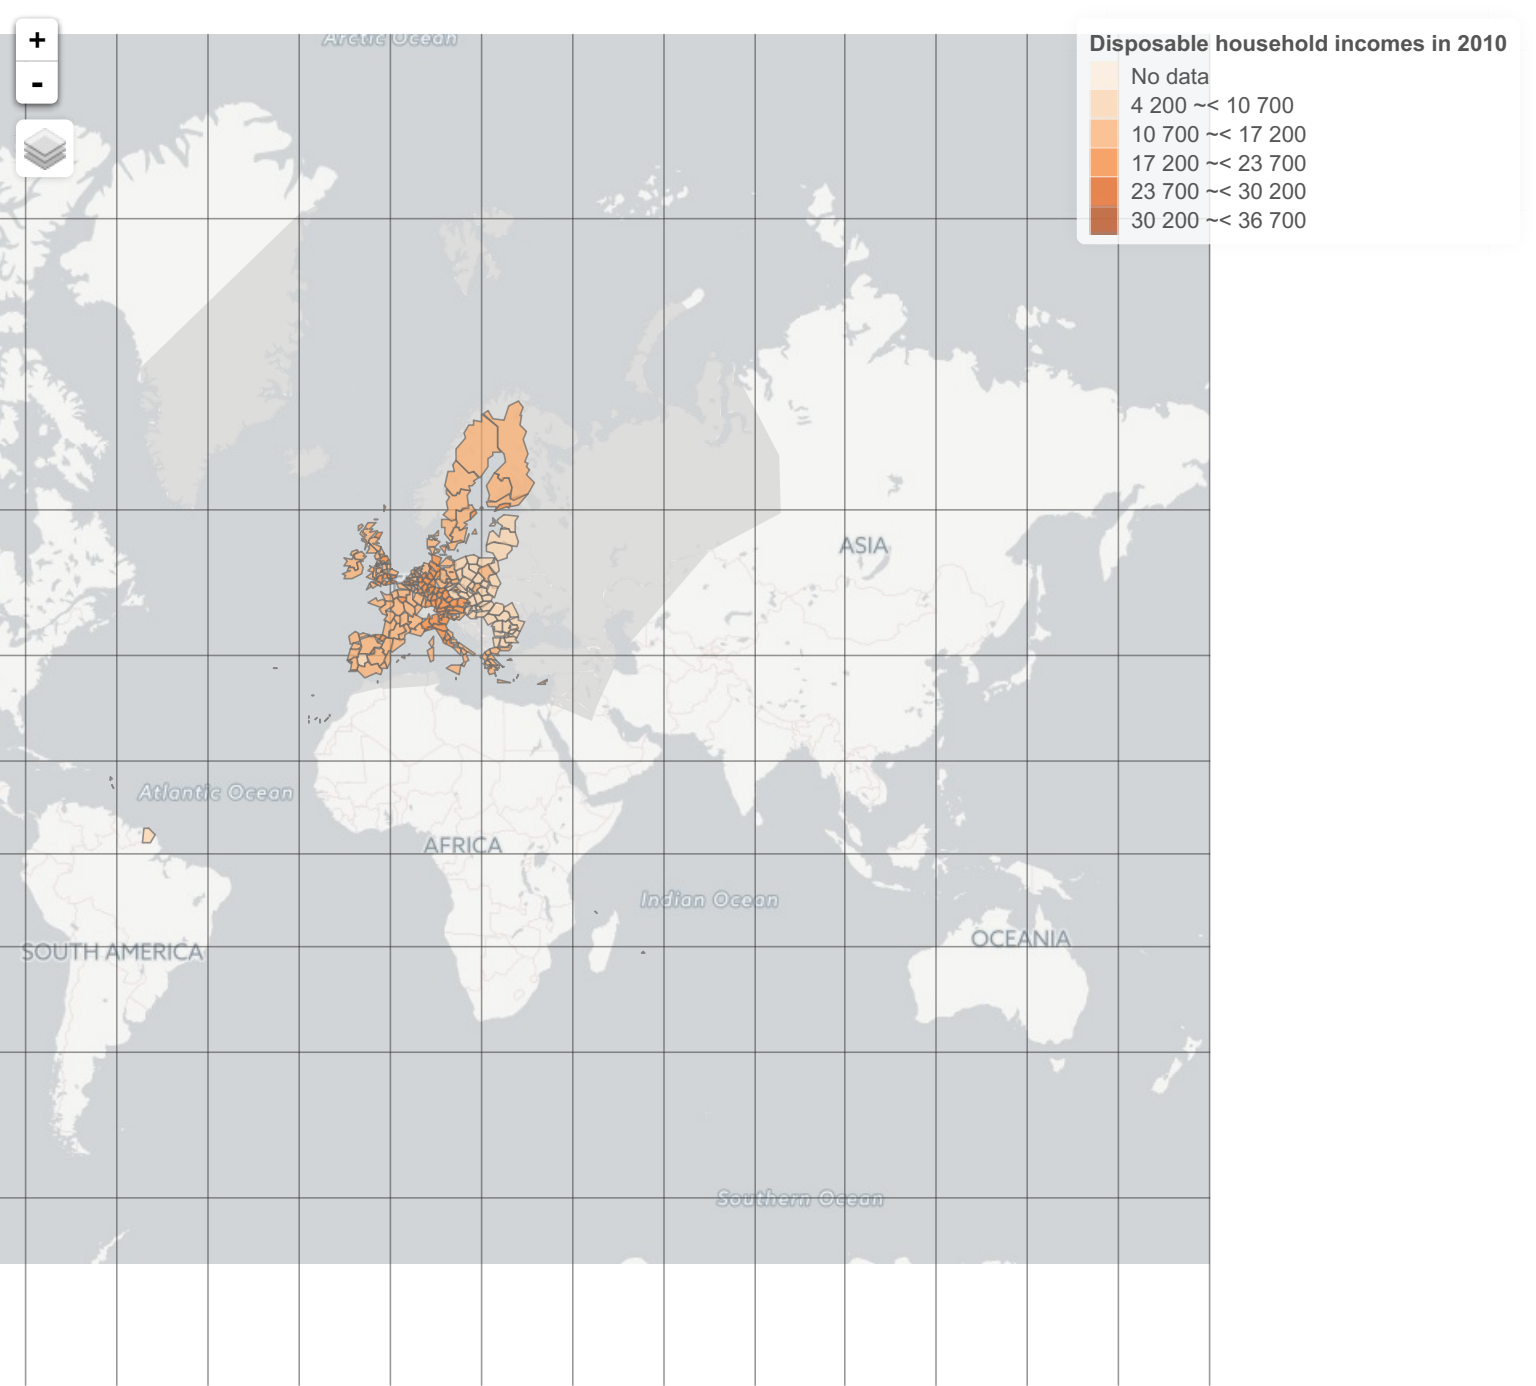 +
-
Disposable household incomes in 2010
No data
4 200 ~< 10 700
10 700 ~< 17 200
17 200 ~< 23 700
23 700 ~< 30 200
30 200 ~< 36 700
Arctic Ocean
ASIA
Atlantic Ocean
AFRICA
Indian Ocean
OCEANIA
SOUTH AMERICA
Southern Ocean